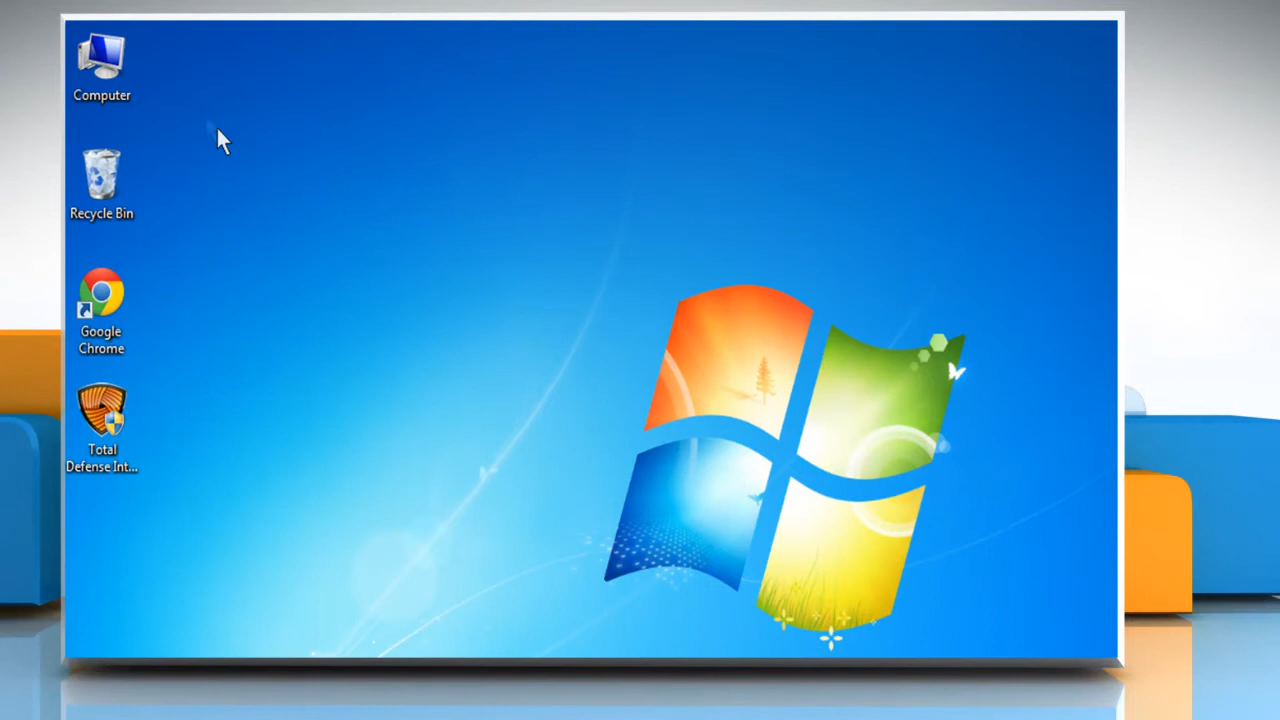 Computer
Recycle Bin
Google
Chrome
Total
Defense Int...